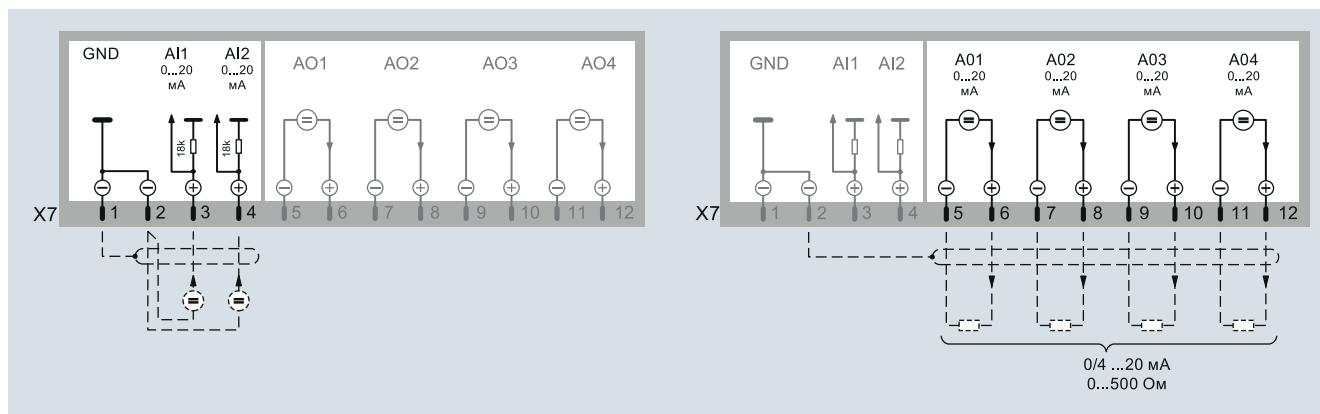 GND AI1 AI2
0...20 0...20
мА мА
AO1 AO2 AO3 AO4
18k 18k
X7 1 2 3 4 5 6 7 8 9 10 11 12
GND AI1 AI2
A01 A02 A03 A04
0...20 0...20 0...20 0...20
мА мА мА мА
X7 1 2 3 4 5 6 7 8 9 10 11 12
0/4 ...20 мА
0...500 Ом